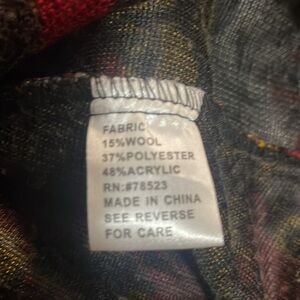 FABRIC
15%WOOL
37%POLYESTER
48%ACRYLIC
RN:#78523
MADE IN CHINA
SEE REVERSE
FOR CARE